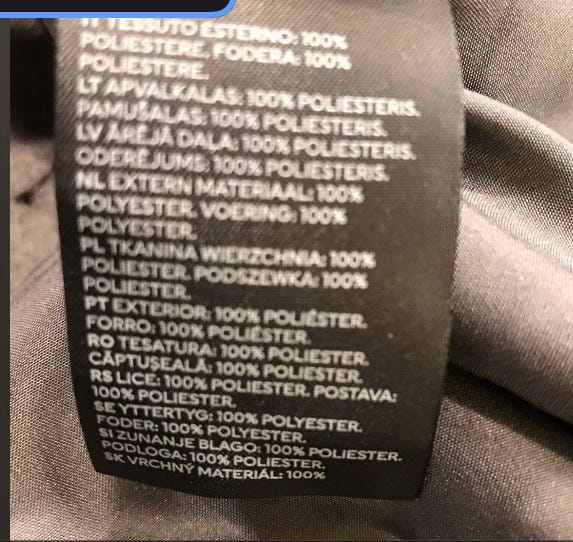 IT TESSUTO ESTERNO: 100%
POLIESTERE. FODERA: 100%
POLIESTERE.
LT APVALKALAS: 100% POLIESTERIS.
PAMUŠALAS: 100% POLIESTERIS.
LV ĀRĒJĀ DAĻA: 100% POLIESTERIS.
ODERĒJUMS: 100% POLIESTERIS.
NL EXTERN MATERIAAL: 100%
POLYESTER. VOERING: 100%
POLYESTER.
PL TKANINA WIERZCHNIA: 100%
POLIESTER. PODSZEWKA: 100%
POLIESTER.
PT EXTERIOR: 100% POLIÉSTER.
FORRO: 100% POLIÉSTER.
RO TESATURA: 100% POLIESTER.
CĂPTUȘEALĂ: 100% POLIESTER.
RS LICE: 100% POLIESTER. POSTAVA:
100% POLIESTER.
SE YTTERTYG: 100% POLYESTER.
FODER: 100% POLYESTER.
SI ZUNANJE BLAGO: 100% POLIESTER.
PODLOGA: 100% POLIESTER.
SK VRCHNÝ MATERIÁL: 100%